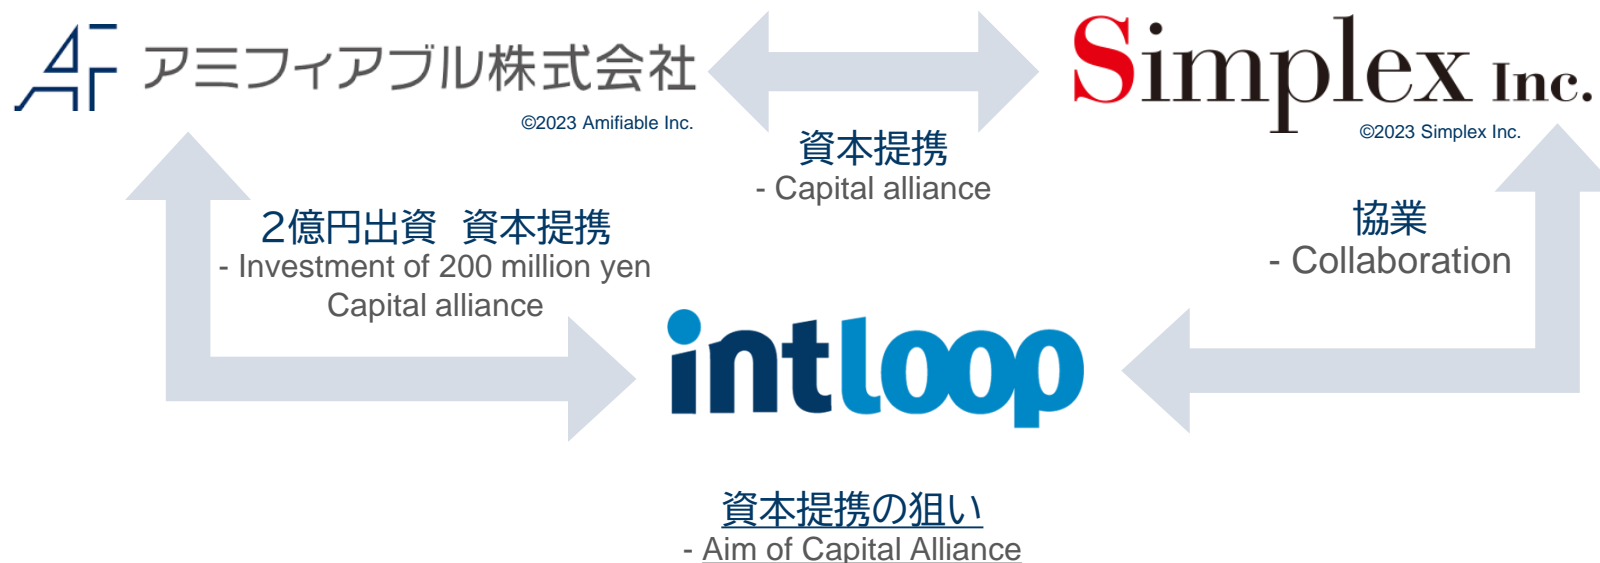 AF アミフィアブル株式会社
©2023 Amifiable Inc.
Simplex Inc.
©2023 Simplex Inc.
資本提携
- Capital alliance
2億円出資 資本提携
- Investment of 200 million yen
Capital alliance
協業
- Collaboration
intloop
資本提携の狙い
- Aim of Capital Alliance